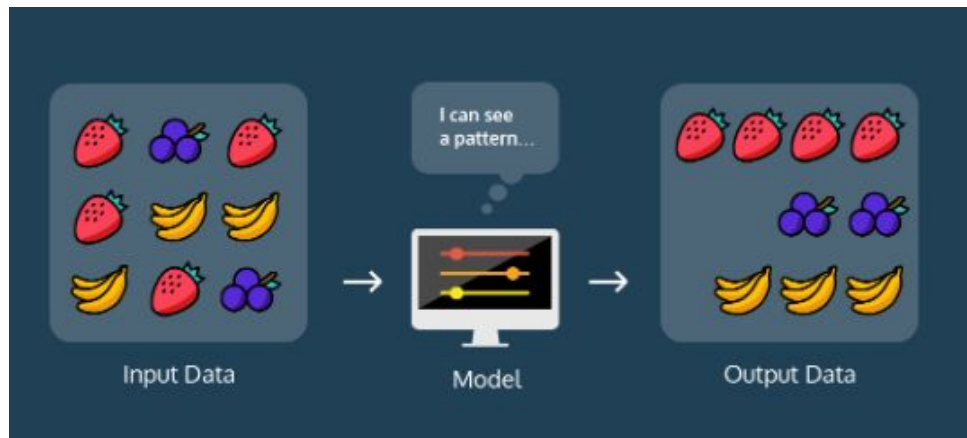 I can see
a pattern...
Input Data
Model
Output Data